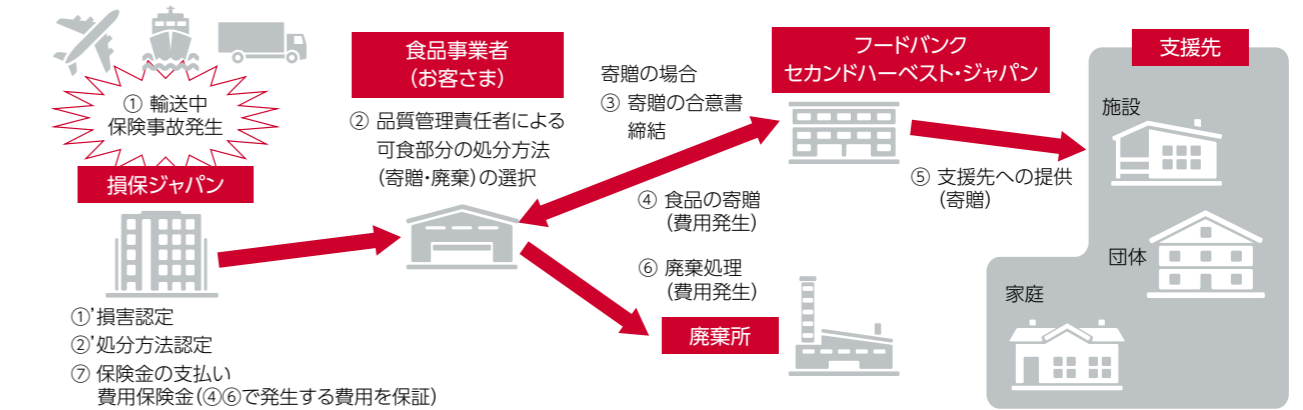 ① 輸送中
保険事故発生
損保ジャパン
①’損害認定
②’処分方法認定
⑦ 保険金の支払い
費用保険金(④⑥で発生する費用を保証)
食品事業者
(お客さま)
② 品質管理責任者による
可食部分の処分方法
(寄贈・廃棄)の選択
寄贈の場合
③ 寄贈の合意書
締結
フードバンク
セカンドハーベスト・ジャパン
④ 食品の寄贈
(費用発生)
⑥ 廃棄処理
(費用発生)
廃棄所
⑤ 支援先への提供
(寄贈)
支援先
施設
団体
家庭